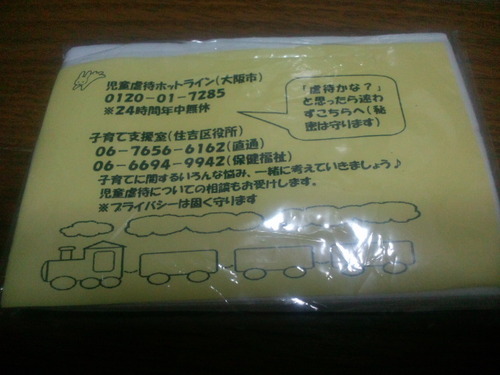 児童虐待ホットライン(大阪市)
0120-01-7285
※24時間年中無休
「虐待かな？」
と思ったら迷わ
ずこちらへ(秘
密は守ります)
子育て支援室(住吉区役所)
06-7656-6162(直通)
06-6694-9942(保健福祉)
子育てに関するいろんな悩み、一緒に考えていきましょう♪
児童虐待についての相談もお受けします。
※プライバシーは固く守ります